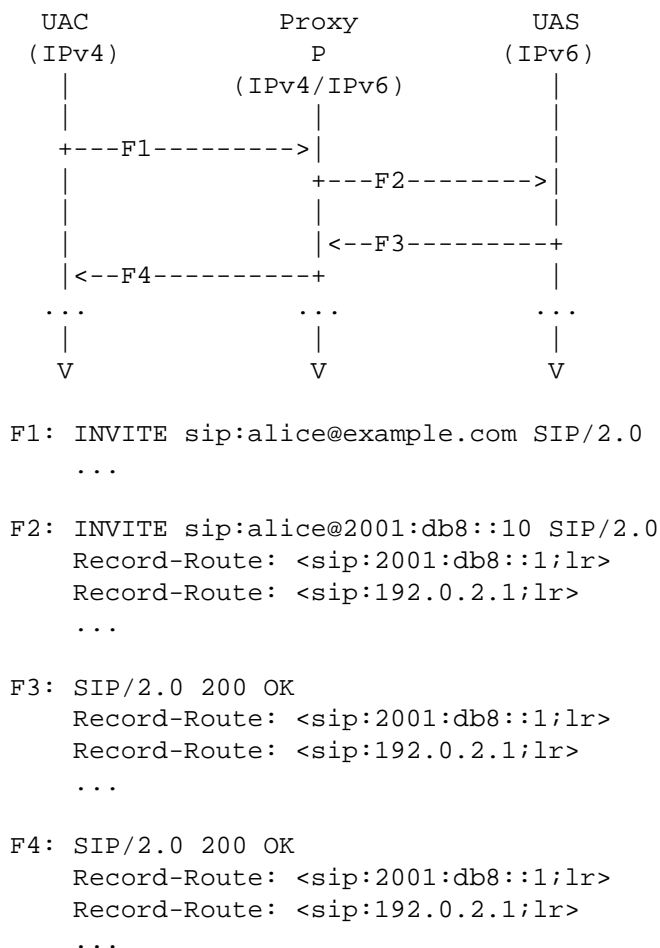 UAC Proxy UAS
(IPv4) P (IPv6)
| (IPv4/IPv6) |
| | |
+---F1--------->| |
| +---F2-------->|
| | |
| |<--F3---------+
|<--F4----------+ |
... ... ...
| | |
V V V
F1: INVITE sip:alice@example.com SIP/2.0
...
F2: INVITE sip:alice@2001:db8::10 SIP/2.0
Record-Route: <sip:2001:db8::1;lr>
Record-Route: <sip:192.0.2.1;lr>
...
F3: SIP/2.0 200 OK
Record-Route: <sip:2001:db8::1;lr>
Record-Route: <sip:192.0.2.1;lr>
...
F4: SIP/2.0 200 OK
Record-Route: <sip:2001:db8::1;lr>
Record-Route: <sip:192.0.2.1;lr>
...